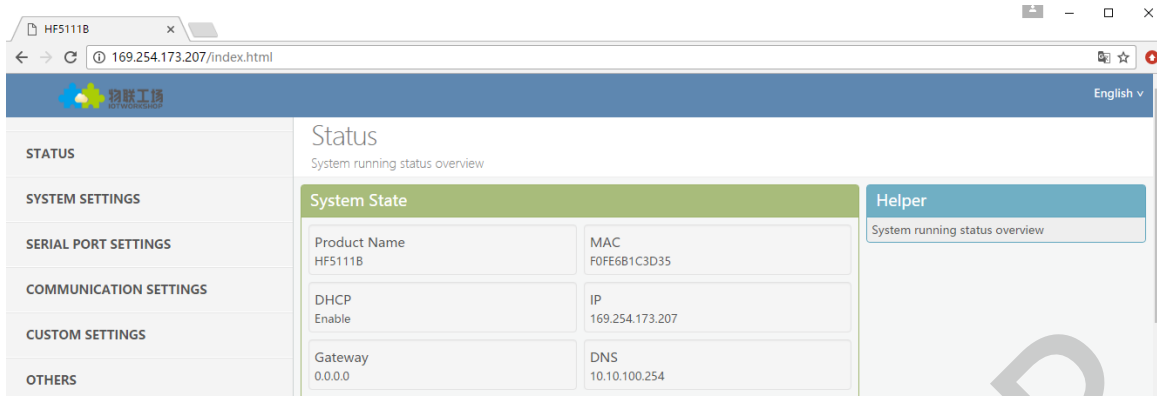 HF5111B
169.254.173.207/index.html
物联工场
IOTWORKSHOP
English
STATUS
SYSTEM SETTINGS
SERIAL PORT SETTINGS
COMMUNICATION SETTINGS
CUSTOM SETTINGS
OTHERS
Status
System running status overview
System State
Product Name
HF5111B
MAC
F0FE6B1C3D35
DHCP
Enable
IP
169.254.173.207
Gateway
0.0.0.0
DNS
10.10.100.254
Helper
System running status overview